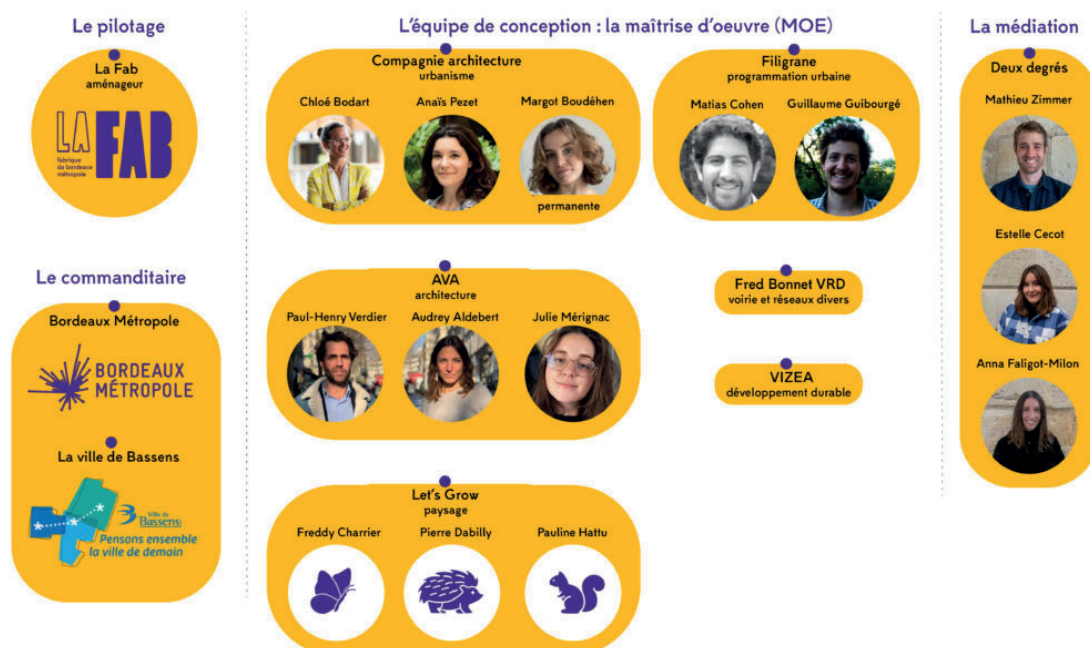 Le pilotage
La Fab
aménageur
LA FAB
fabrique
de bordeaux
métropole
Le commanditaire
Bordeaux Métropole
BORDEAUX
MÉTROPOLE
La ville de Bassens
Ville de
Bassens
Pensons ensemble
la ville de demain
L'équipe de conception : la maîtrise d'oeuvre (MOE)
Compagnie architecture
urbanisme
Chloé Bodart
Anaïs Pezet
Margot Boudéhen
permanente
Filigrane
programmation urbaine
Matias Cohen
Guillaume Guibourgé
AVA
architecture
Paul-Henry Verdier
Audrey Aldebert
Julie Mérignac
Fred Bonnet VRD
voirie et réseaux divers
VIZEA
développement durable
Let's Grow
paysage
Freddy Charrier
Pierre Dabilly
Pauline Hattu
La médiation
Deux degrés
Mathieu Zimmer
Estelle Cecot
Anna Faligot-Milon